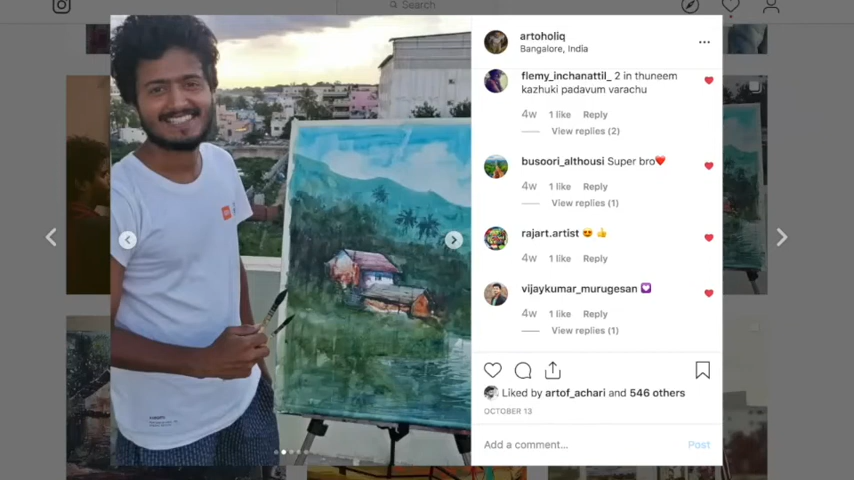 Search
artoholiq
Bangalore, India
flemy_inchanattil_ 2 in thuneem
kazhuki padavum varachu
4w 1 like Reply
View replies (2)
busoori_althousi Super bro❤️
4w 1 like Reply
View replies (1)
rajart.artist 😍 👍
4w 1 like Reply
vijaykumar_murugesan 💟
4w 1 like Reply
View replies (1)
Liked by artof_achari and 546 others
OCTOBER 13
Add a comment... Post